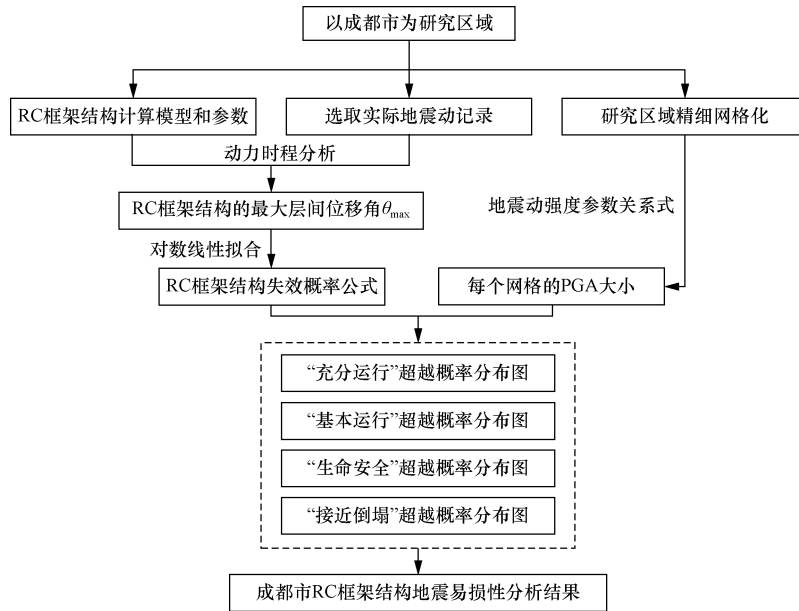 以成都市为研究区域
RC框架结构计算模型和参数
选取实际地震动记录
研究区域精细网格化
动力时程分析
RC框架结构的最大层间位移角θmax
地震动强度参数关系式
对数线性拟合
RC框架结构失效概率公式
每个网格的PGA大小
“充分运行”超越概率分布图
“基本运行”超越概率分布图
“生命安全”超越概率分布图
“接近倒塌”超越概率分布图
成都市RC框架结构地震易损性分析结果